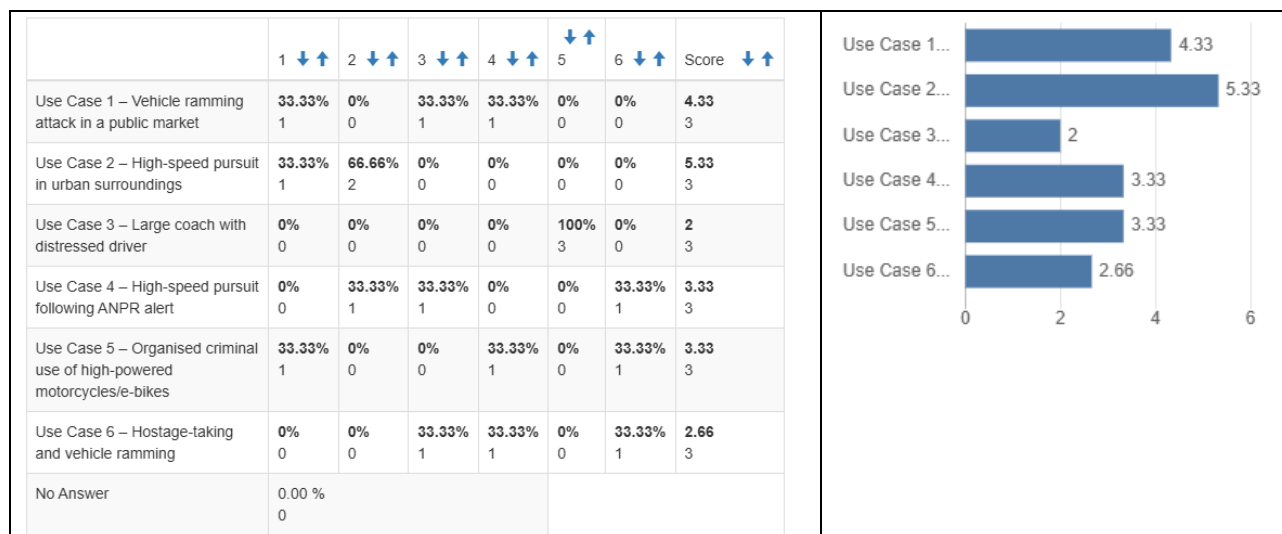 5
1 2 3 4 6 Score
Use Case 1 – Vehicle ramming 33.33% 0% 33.33% 33.33% 0% 0% 4.33
attack in a public market 1 0 1 1 0 0 3
Use Case 2 – High-speed pursuit 33.33% 66.66% 0% 0% 0% 0% 5.33
in urban surroundings 1 2 0 0 0 0 3
Use Case 3 – Large coach with 0% 0% 0% 0% 100% 0% 2
distressed driver 0 0 0 0 3 0 3
Use Case 4 – High-speed pursuit 0% 33.33% 33.33% 0% 0% 33.33% 3.33
following ANPR alert 0 1 1 0 0 1 3
Use Case 5 – Organised criminal 33.33% 0% 0% 33.33% 0% 33.33% 3.33
use of high-powered 1 0 0 1 0 1 3
motorcycles/e-bikes
Use Case 6 – Hostage-taking 0% 0% 33.33% 33.33% 0% 33.33% 2.66
and vehicle ramming 0 0 1 1 0 1 3
No Answer 0.00 %
0
Use Case 1... 4.33
Use Case 2... 5.33
Use Case 3... 2
Use Case 4... 3.33
Use Case 5... 3.33
Use Case 6... 2.66
0 2 4 6